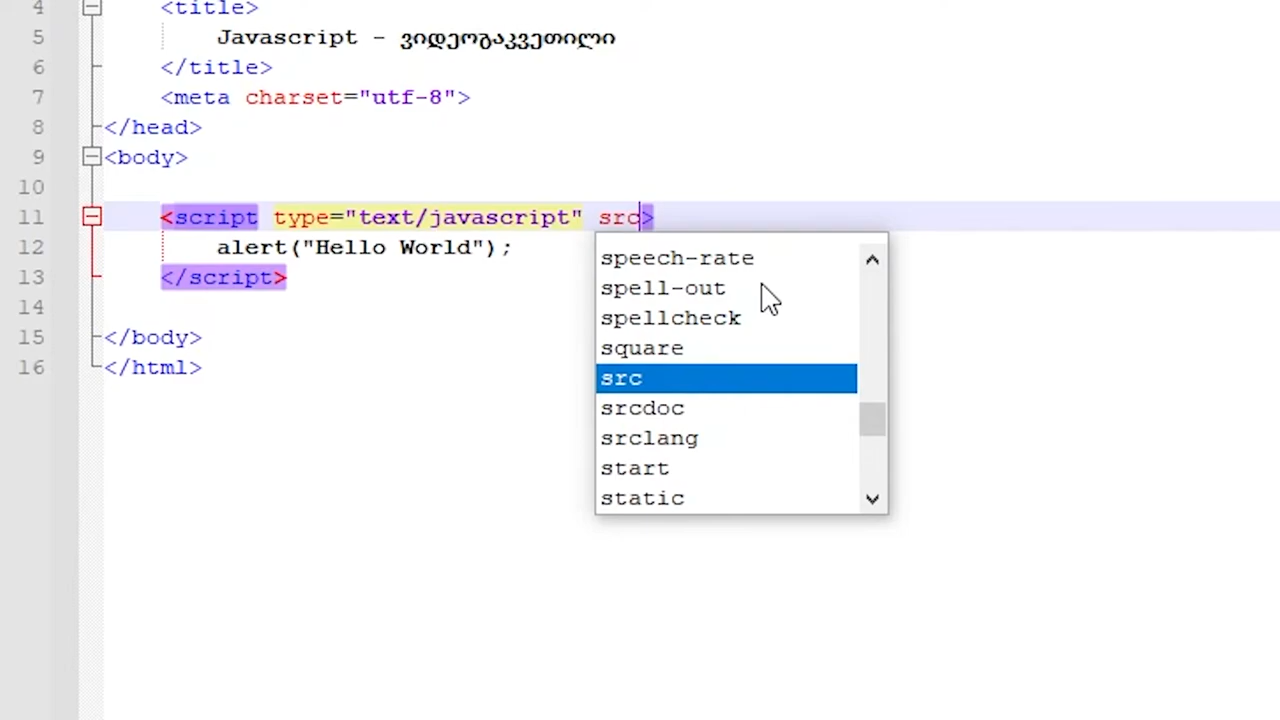 4 <title>
5 Javascript - ვიდეოგაკვეთილი
6 </title>
7 <meta charset="utf-8">
8 </head>
9 <body>
10
11 <script type="text/javascript" src>
12 alert("Hello World");
13 </script>
14
15 </body>
16 </html>
speech-rate
spell-out
spellcheck
square
src
srcdoc
srclang
start
static